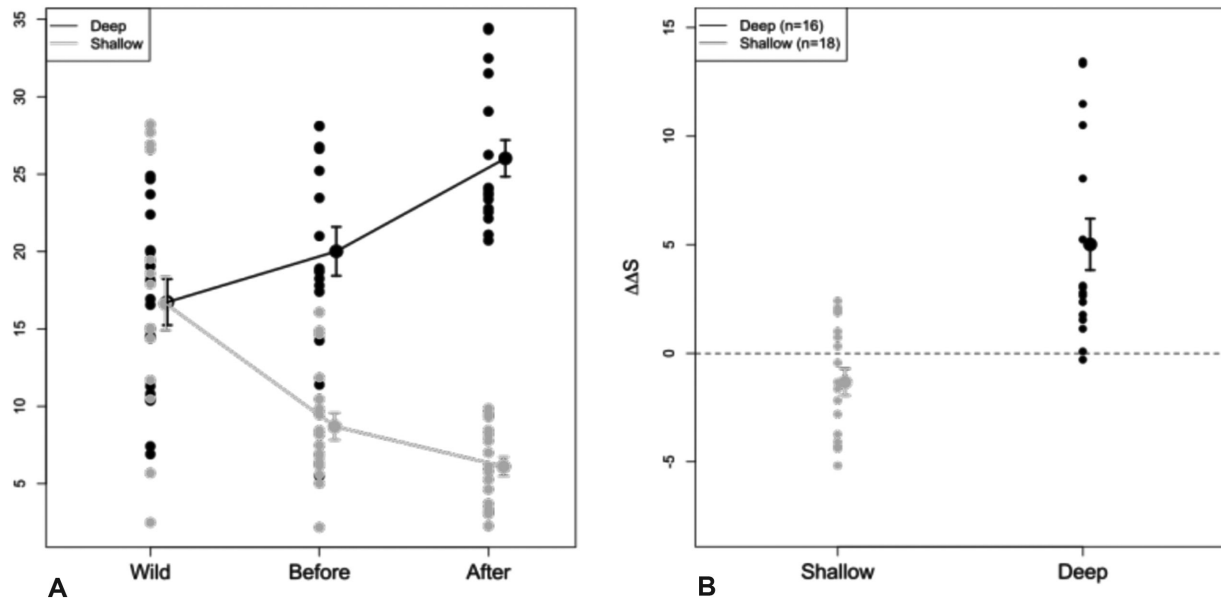 Deep
Shallow
35
30
25
20
15
10
5
Wild
Before
After
A
Deep (n=16)
Shallow (n=18)
15
10
5
0
-5
ΔΔS
Shallow
Deep
B